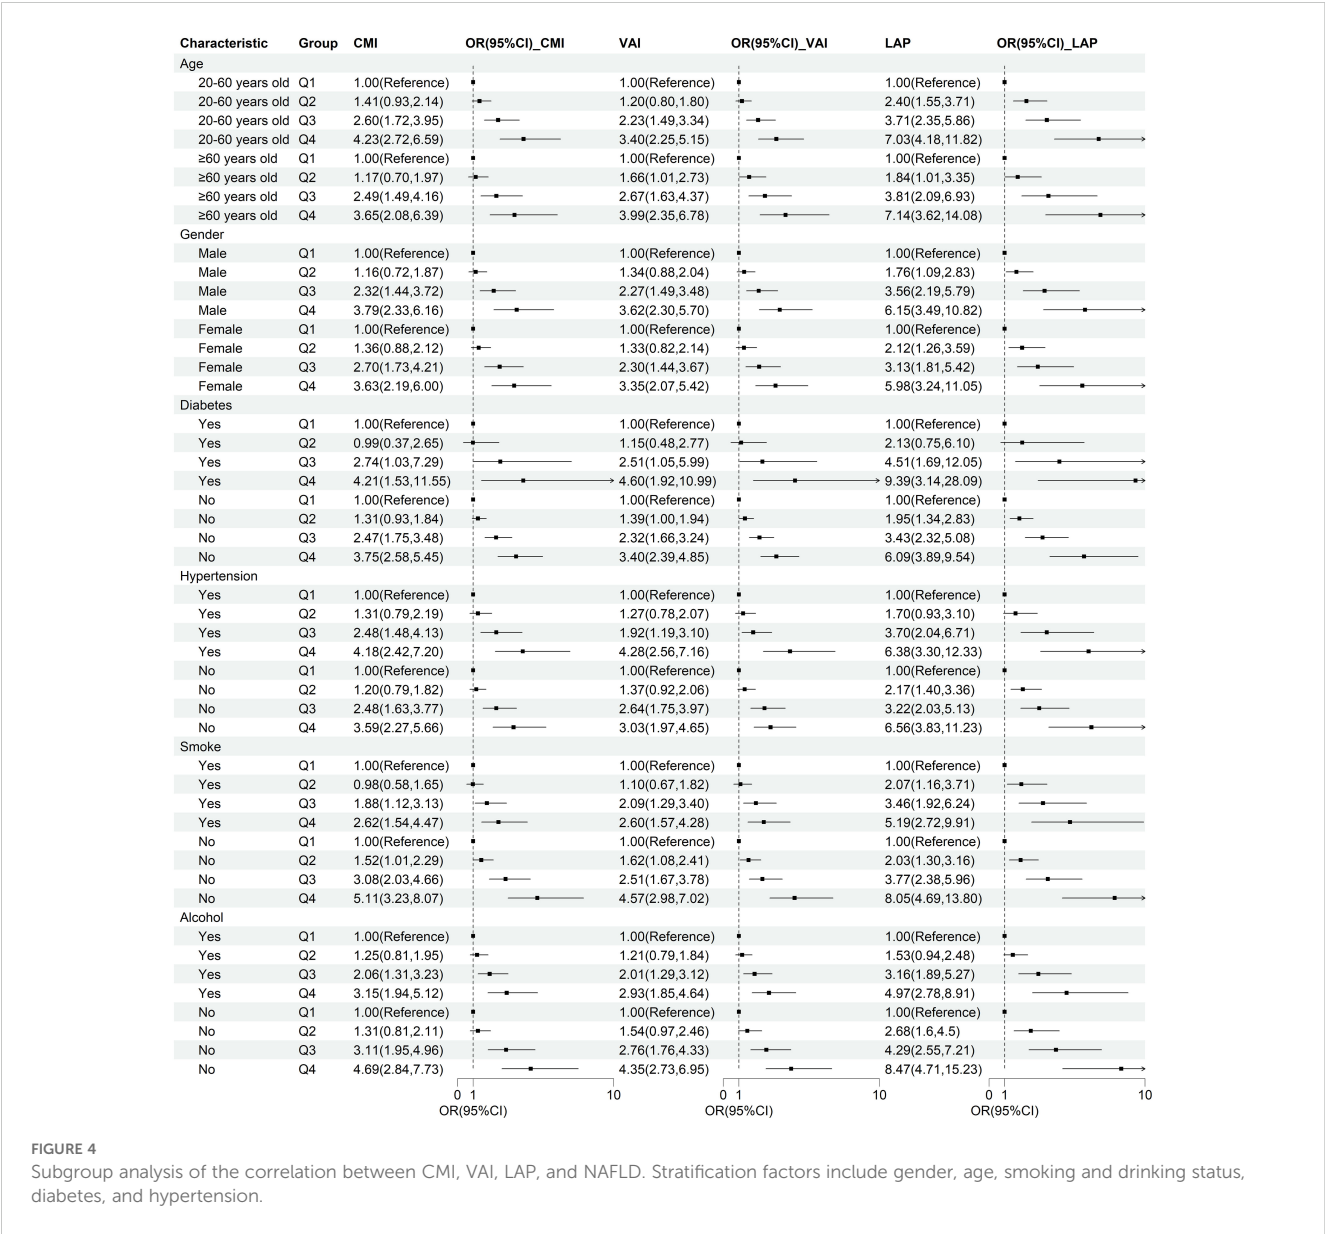 Characteristic Group CMI OR(95%CI)_CMI VAI OR(95%CI)_VAI LAP OR(95%CI)_LAP
Age
20-60 years old Q1 1.00(Reference) 1.00(Reference) 1.00(Reference)
20-60 years old Q2 1.41(0.93,2.14) 1.20(0.80,1.80) 2.40(1.55,3.71)
20-60 years old Q3 2.60(1.72,3.95) 2.23(1.49,3.34) 3.71(2.35,5.86)
20-60 years old Q4 4.23(2.72,6.59) 3.40(2.25,5.15) 7.03(4.18,11.82)
≥60 years old Q1 1.00(Reference) 1.00(Reference) 1.00(Reference)
≥60 years old Q2 1.17(0.70,1.97) 1.66(1.01,2.73) 1.84(1.01,3.35)
≥60 years old Q3 2.49(1.49,4.16) 2.67(1.63,4.37) 3.81(2.09,6.93)
≥60 years old Q4 3.65(2.08,6.39) 3.99(2.35,6.78) 7.14(3.62,14.08)
Gender
Male Q1 1.00(Reference) 1.00(Reference) 1.00(Reference)
Male Q2 1.16(0.72,1.87) 1.34(0.88,2.04) 1.76(1.09,2.83)
Male Q3 2.32(1.44,3.72) 2.27(1.49,3.48) 3.56(2.19,5.79)
Male Q4 3.79(2.33,6.16) 3.62(2.30,5.70) 6.15(3.49,10.82)
Female Q1 1.00(Reference) 1.00(Reference) 1.00(Reference)
Female Q2 1.36(0.88,2.12) 1.33(0.82,2.14) 2.12(1.26,3.59)
Female Q3 2.70(1.73,4.21) 2.30(1.44,3.67) 3.13(1.81,5.42)
Female Q4 3.63(2.19,6.00) 3.35(2.07,5.42) 5.98(3.24,11.05)
Diabetes
Yes Q1 1.00(Reference) 1.00(Reference) 1.00(Reference)
Yes Q2 0.99(0.37,2.65) 1.15(0.48,2.77) 2.13(0.75,6.10)
Yes Q3 2.74(1.03,7.29) 2.51(1.05,5.99) 4.51(1.69,12.05)
Yes Q4 4.21(1.53,11.55) 4.60(1.92,10.99) 9.39(3.14,28.09)
No Q1 1.00(Reference) 1.00(Reference) 1.00(Reference)
No Q2 1.31(0.93,1.84) 1.39(1.00,1.94) 1.95(1.34,2.83)
No Q3 2.47(1.75,3.48) 2.32(1.66,3.24) 3.43(2.32,5.08)
No Q4 3.75(2.58,5.45) 3.40(2.39,4.85) 6.09(3.89,9.54)
Hypertension
Yes Q1 1.00(Reference) 1.00(Reference) 1.00(Reference)
Yes Q2 1.31(0.79,2.19) 1.27(0.78,2.07) 1.70(0.93,3.10)
Yes Q3 2.48(1.48,4.13) 1.92(1.19,3.10) 3.70(2.04,6.71)
Yes Q4 4.18(2.42,7.20) 4.28(2.56,7.16) 6.38(3.30,12.33)
No Q1 1.00(Reference) 1.00(Reference) 1.00(Reference)
No Q2 1.20(0.79,1.82) 1.37(0.92,2.06) 2.17(1.40,3.36)
No Q3 2.48(1.63,3.77) 2.64(1.75,3.97) 3.22(2.03,5.13)
No Q4 3.59(2.27,5.66) 3.03(1.97,4.65) 6.56(3.83,11.23)
Smoke
Yes Q1 1.00(Reference) 1.00(Reference) 1.00(Reference)
Yes Q2 0.98(0.58,1.65) 1.10(0.67,1.82) 2.07(1.16,3.71)
Yes Q3 1.88(1.12,3.13) 2.09(1.29,3.40) 3.46(1.92,6.24)
Yes Q4 2.62(1.54,4.47) 2.60(1.57,4.28) 5.19(2.72,9.91)
No Q1 1.00(Reference) 1.00(Reference) 1.00(Reference)
No Q2 1.52(1.01,2.29) 1.62(1.08,2.41) 2.03(1.30,3.16)
No Q3 3.08(2.03,4.66) 2.51(1.67,3.78) 3.77(2.38,5.96)
No Q4 5.11(3.23,8.07) 4.57(2.98,7.02) 8.05(4.69,13.80)
Alcohol
Yes Q1 1.00(Reference) 1.00(Reference) 1.00(Reference)
Yes Q2 1.25(0.81,1.95) 1.21(0.79,1.84) 1.53(0.94,2.48)
Yes Q3 2.06(1.31,3.23) 2.01(1.29,3.12) 3.16(1.89,5.27)
Yes Q4 3.15(1.94,5.12) 2.93(1.85,4.64) 4.97(2.78,8.91)
No Q1 1.00(Reference) 1.00(Reference) 1.00(Reference)
No Q2 1.31(0.81,2.11) 1.54(0.97,2.46) 2.68(1.6,4.5)
No Q3 3.11(1.95,4.96) 2.76(1.76,4.33) 4.29(2.55,7.21)
No Q4 4.69(2.84,7.73) 4.35(2.73,6.95) 8.47(4.71,15.23)
0 1 10 0 1 10 0 1 10
OR(95%CI) OR(95%CI) OR(95%CI)
FIGURE 4
Subgroup analysis of the correlation between CMI, VAI, LAP, and NAFLD. Stratification factors include gender, age, smoking and drinking status,
diabetes, and hypertension.